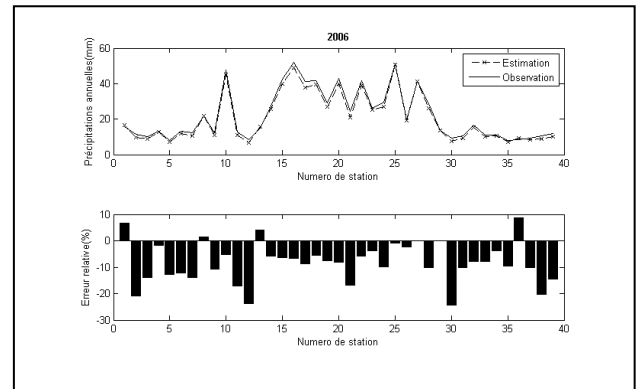 2006
Précipitations annuelles(mm)
60
40
20
0
Estimation
Observation
0 5 10 15 20 25 30 35 40
Numero de station
Erreur relative(%)
10
0
-10
-20
-30
0 5 10 15 20 25 30 35 40
Numero de station